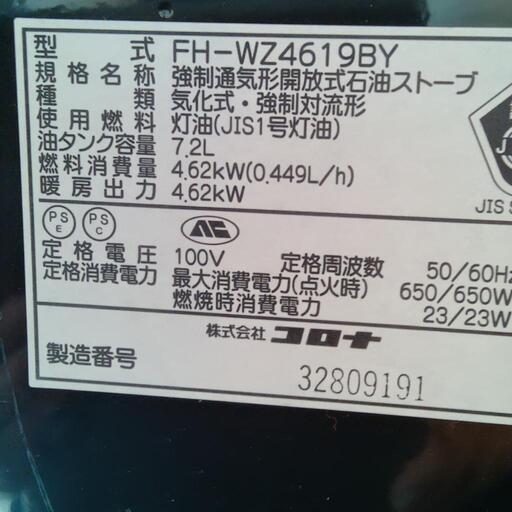 型式 FH-WZ4619BY
規格名称 強制通気形開放式石油ストーブ
種類 気化式・強制対流形
使用燃料 灯油(JIS1号灯油)
油タンク容量 7.2L
燃料消費量 4.62kW(0.449L/h)
暖房出力 4.62kW
PS E PS C
定格電圧 100V 定格周波数 50/60Hz
定格消費電力 最大消費電力(点火時) 650/650W
燃焼時消費電力 23/23W
株式会社 コロナ
製造番号 32809191
JIS S